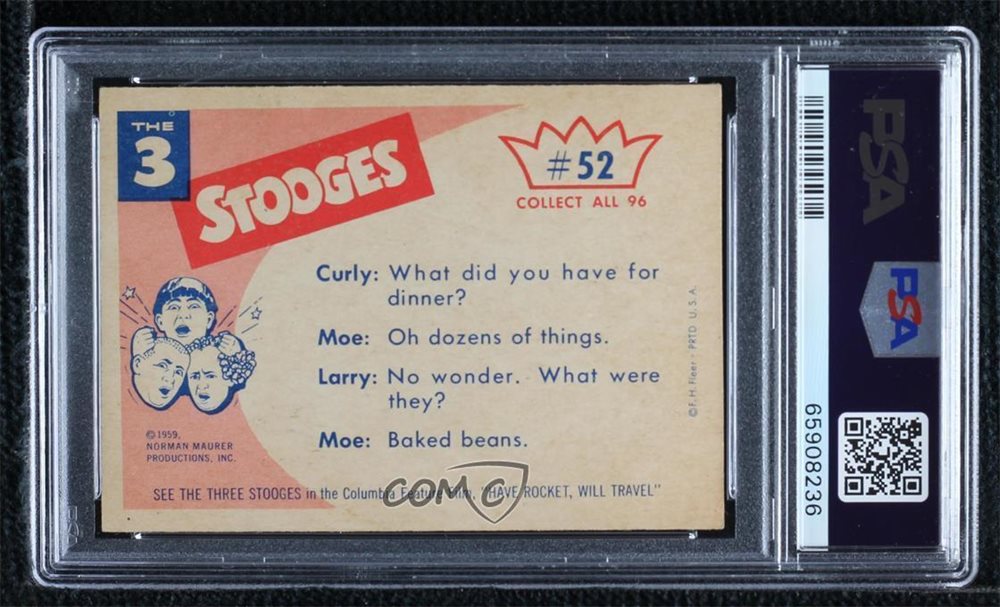 THE
3
STOOGES
#52
COLLECT ALL 96
Curly: What did you have for
dinner?
Moe: Oh dozens of things.
Larry: No wonder. What were
they?
Moe: Baked beans.
©1959,
NORMAN MAURER
PRODUCTIONS, INC.
SEE THE THREE STOOGES in the Columbia Feature Film, "HAVE ROCKET, WILL TRAVEL"
©F.H. Fleer - PRTD U.S.A.
COMC
PSA
PSA
65908236